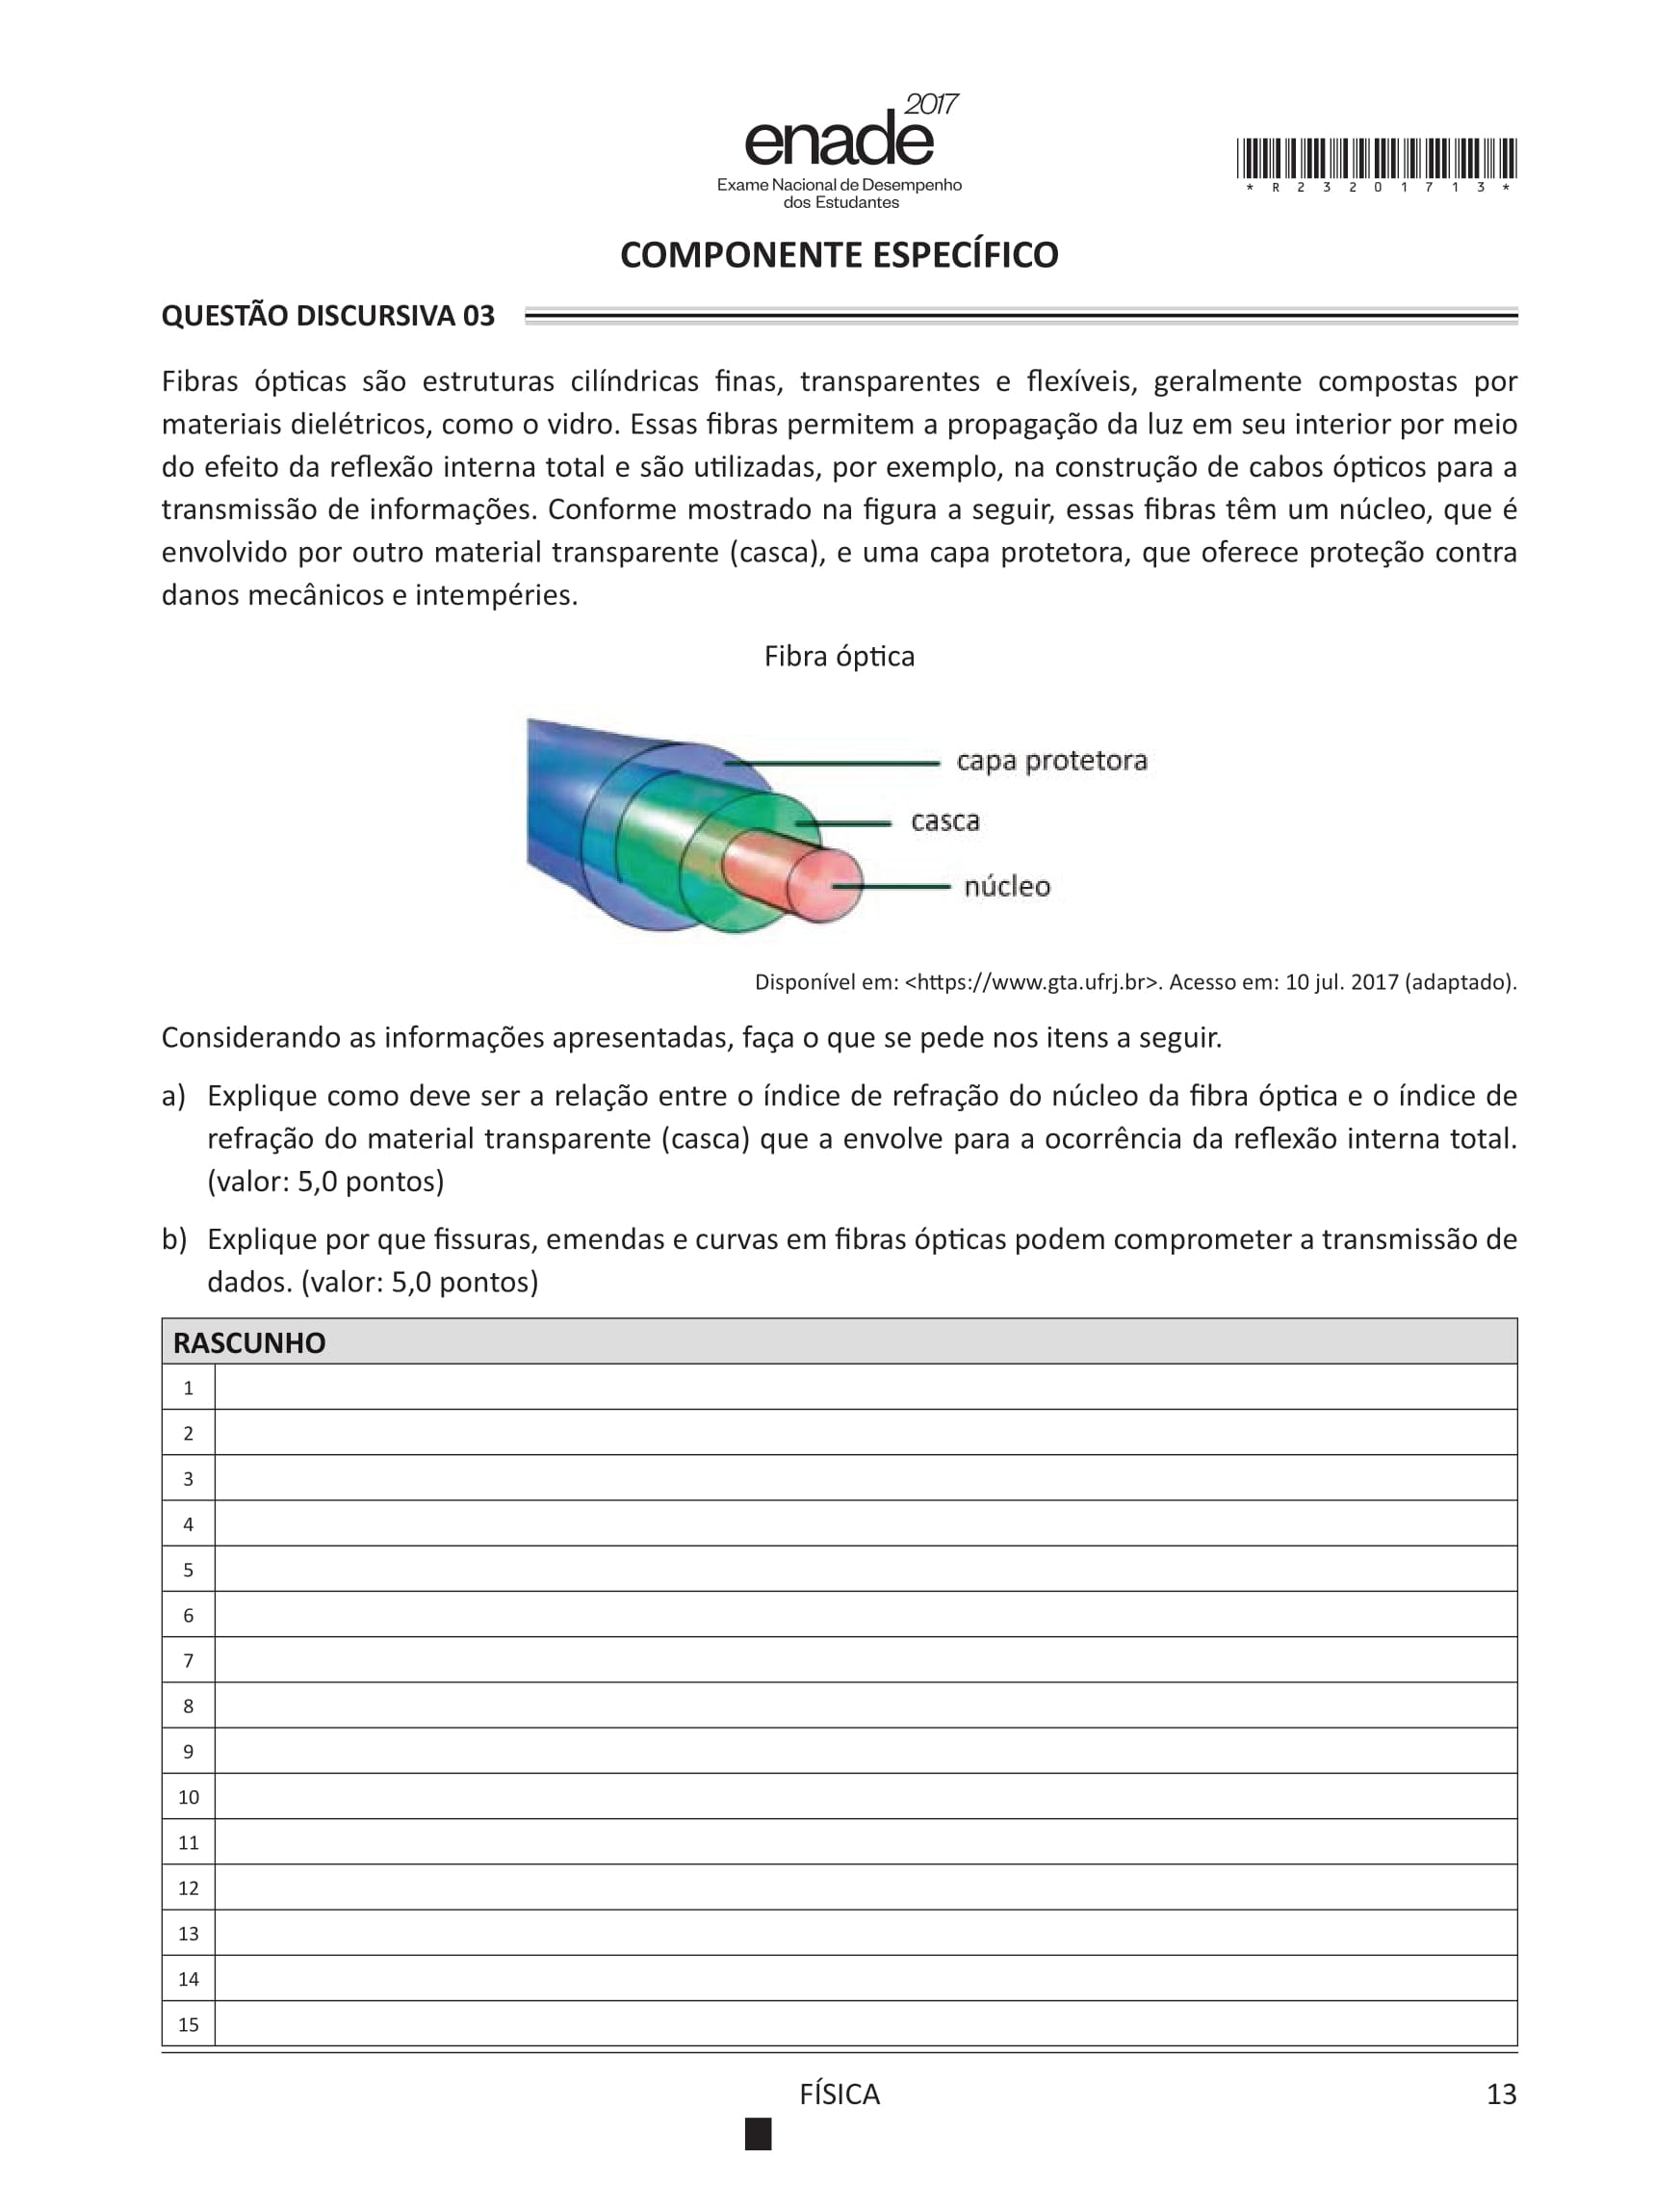 2017
enade
Exame Nacional de Desempenho
dos Estudantes
* R 2 3 2 0 1 7 1 3 *
COMPONENTE ESPECÍFICO
QUESTÃO DISCURSIVA 03
Fibras ópticas são estruturas cilíndricas finas, transparentes e flexíveis, geralmente compostas por
materiais dielétricos, como o vidro. Essas fibras permitem a propagação da luz em seu interior por meio
do efeito da reflexão interna total e são utilizadas, por exemplo, na construção de cabos ópticos para a
transmissão de informações. Conforme mostrado na figura a seguir, essas fibras têm um núcleo, que é
envolvido por outro material transparente (casca), e uma capa protetora, que oferece proteção contra
danos mecânicos e intempéries.
Fibra óptica
capa protetora
casca
núcleo
Disponível em: <https://www.gta.ufrj.br>. Acesso em: 10 jul. 2017 (adaptado).
Considerando as informações apresentadas, faça o que se pede nos itens a seguir.
a) Explique como deve ser a relação entre o índice de refração do núcleo da fibra óptica e o índice de
refração do material transparente (casca) que a envolve para a ocorrência da reflexão interna total.
(valor: 5,0 pontos)
b) Explique por que fissuras, emendas e curvas em fibras ópticas podem comprometer a transmissão de
dados. (valor: 5,0 pontos)
RASCUNHO
1
2
3
4
5
6
7
8
9
10
11
12
13
14
15
FÍSICA
13